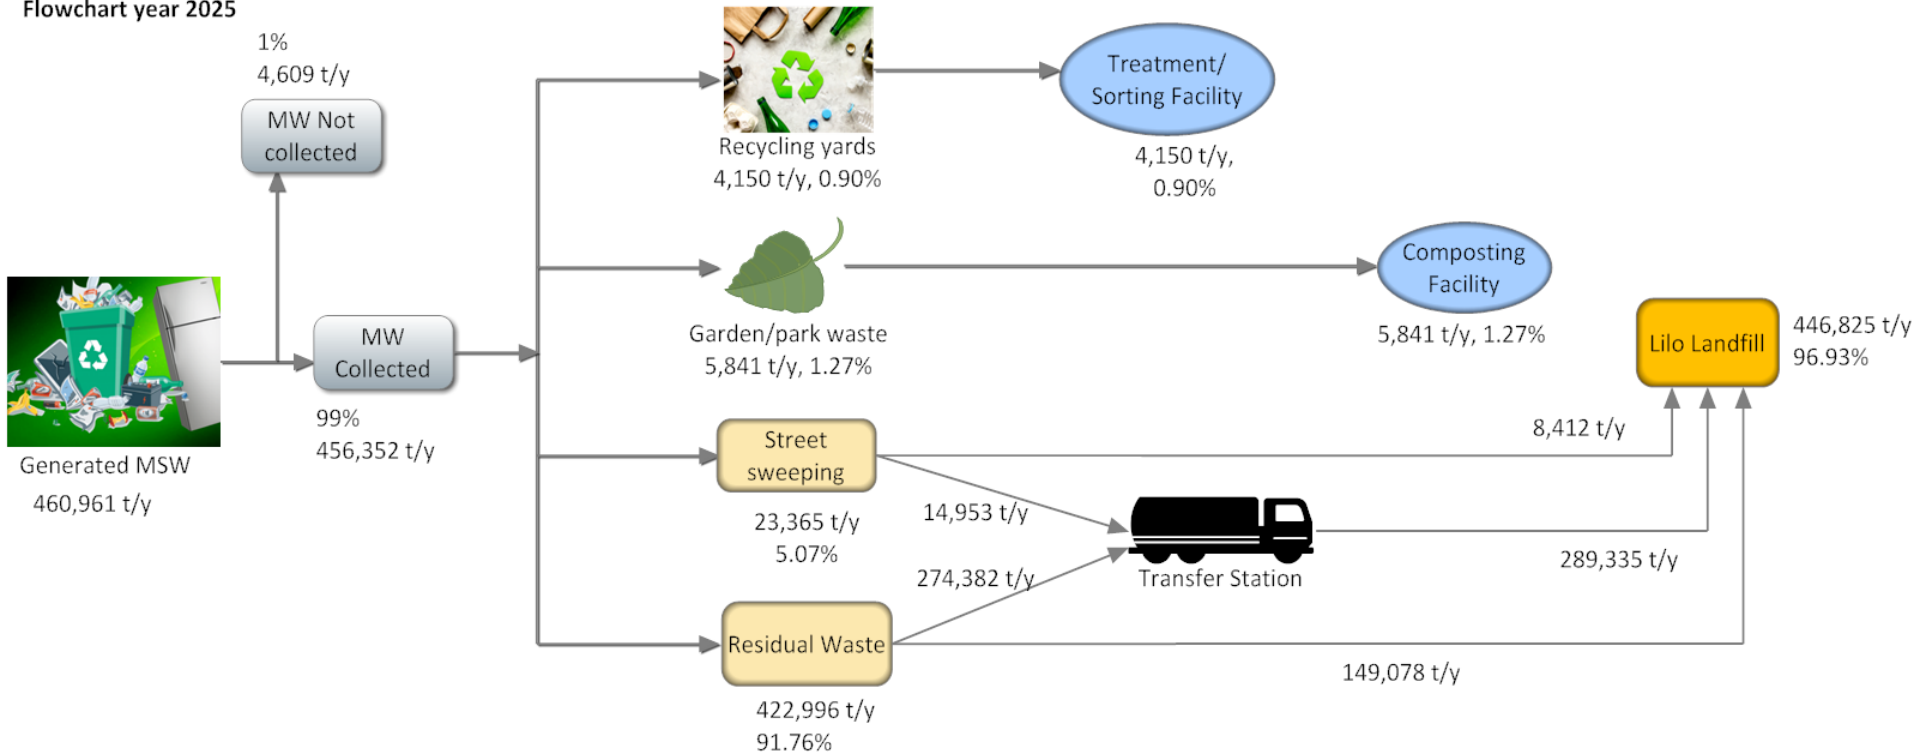 Flowchart year 2025
1%
4,609 t/y
MW Not
collected
Generated MSW
460,961 t/y
MW
Collected
99%
456,352 t/y
Recycling yards
4,150 t/y, 0.90%
Treatment/
Sorting Facility
4,150 t/y,
0.90%
Garden/park waste
5,841 t/y, 1.27%
Composting
Facility
5,841 t/y, 1.27%
Street
sweeping
23,365 t/y
5.07%
8,412 t/y
14,953 t/y
274,382 t/y
Transfer Station
289,335 t/y
Residual Waste
422,996 t/y
91.76%
149,078 t/y
Lilo Landfill
446,825 t/y
96.93%